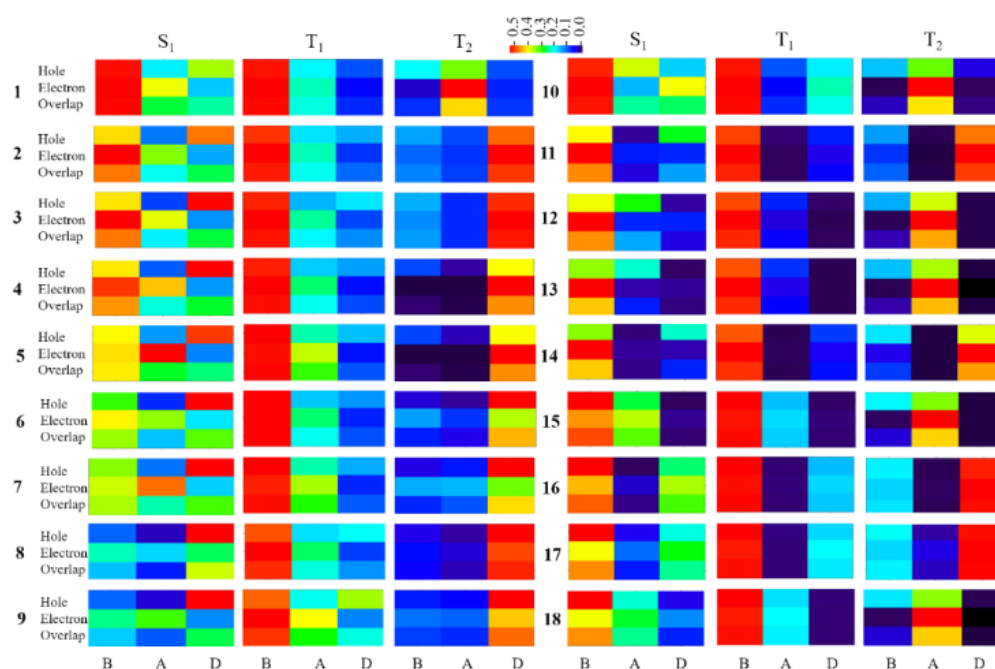 0.5 0.4 0.3 0.2 0.1 0.0
S₁ T₁ T₂ S₁ T₁ T₂
Hole
1 Electron 10
Overlap
Hole
2 Electron 11
Overlap
Hole
3 Electron 12
Overlap
Hole
4 Electron 13
Overlap
Hole
5 Electron 14
Overlap
Hole
6 Electron 15
Overlap
Hole
7 Electron 16
Overlap
Hole
8 Electron 17
Overlap
Hole
9 Electron 18
Overlap
B A D B A D B A D B A D B A D B A D